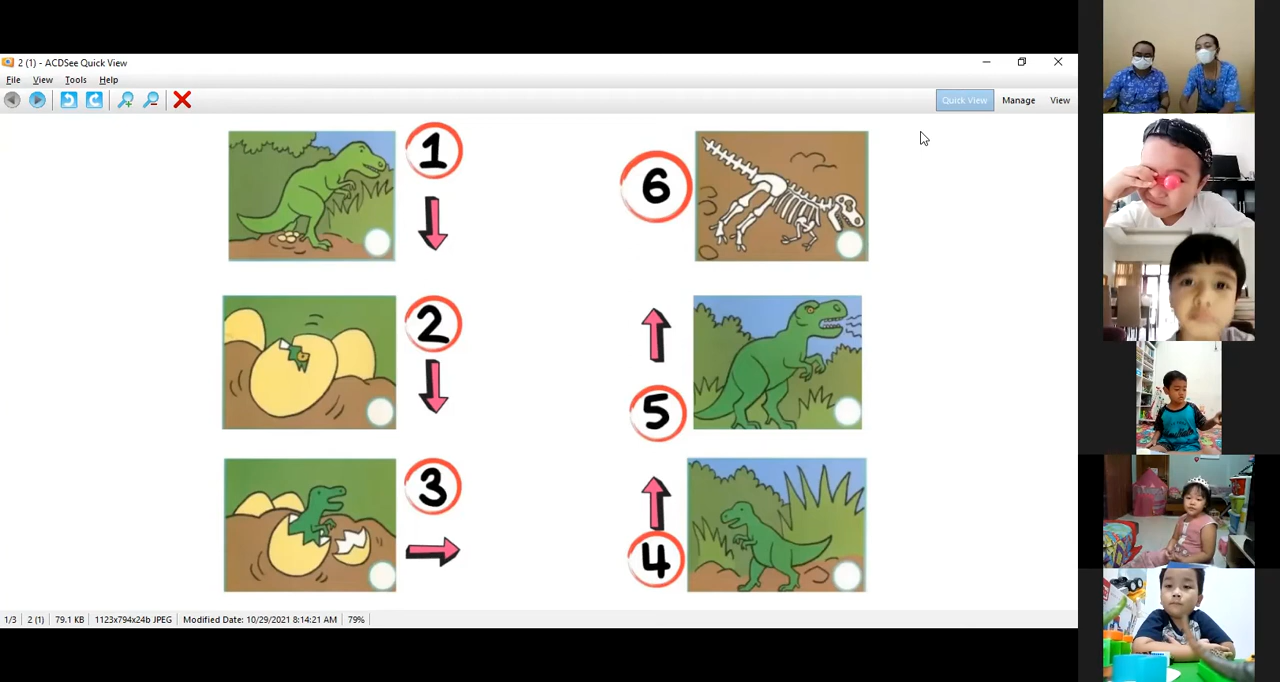 2 (1) - ACDSee Quick View
File View Tools Help
Quick View Manage View
1
2
3
6
5
4
1/3 2 (1) 79.1 KB 1123x794x24b JPEG Modified Date: 10/29/2021 8:14:21 AM 79%